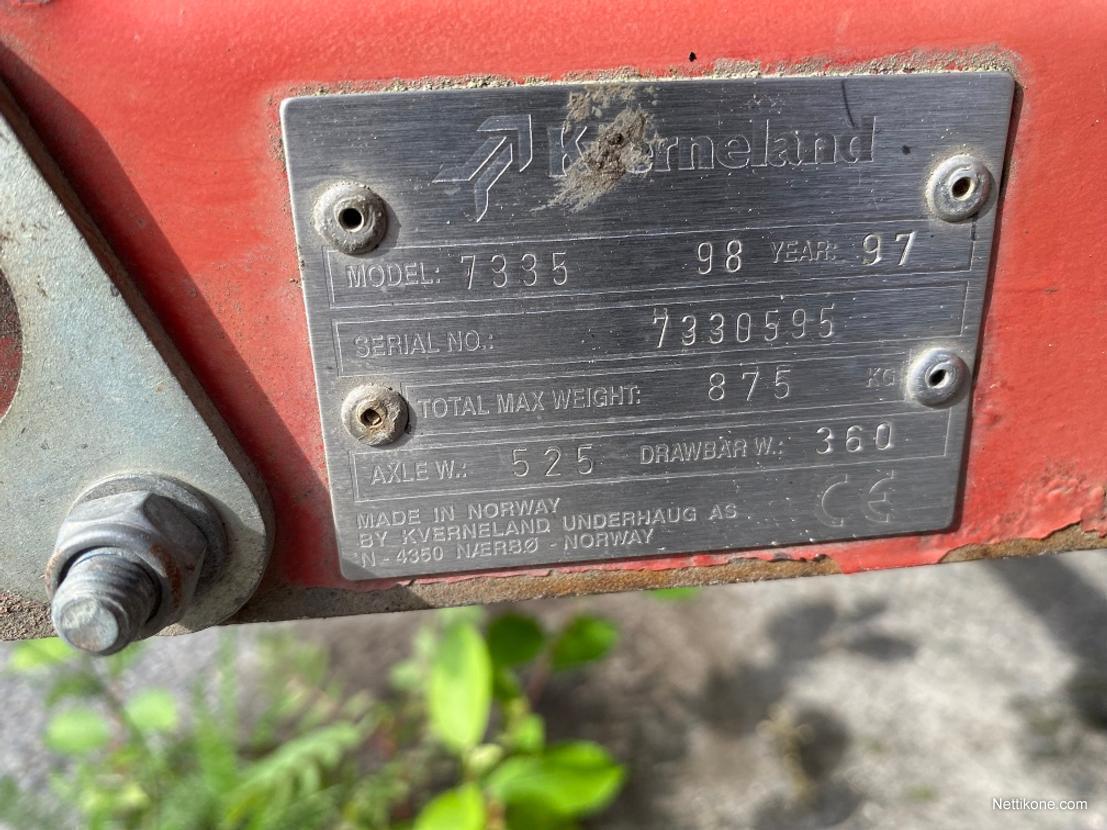 Kverneland
MODEL: 7335 98 YEAR: 97
SERIAL NO.: 7330595
TOTAL MAX WEIGHT: 875 KG
AXLE W.: 525 DRAWBAR W.: 360
MADE IN NORWAY
BY KVERNELAND UNDERHAUG AS
N - 4350 NÆRBØ - NORWAY
CE
Nettikone.com